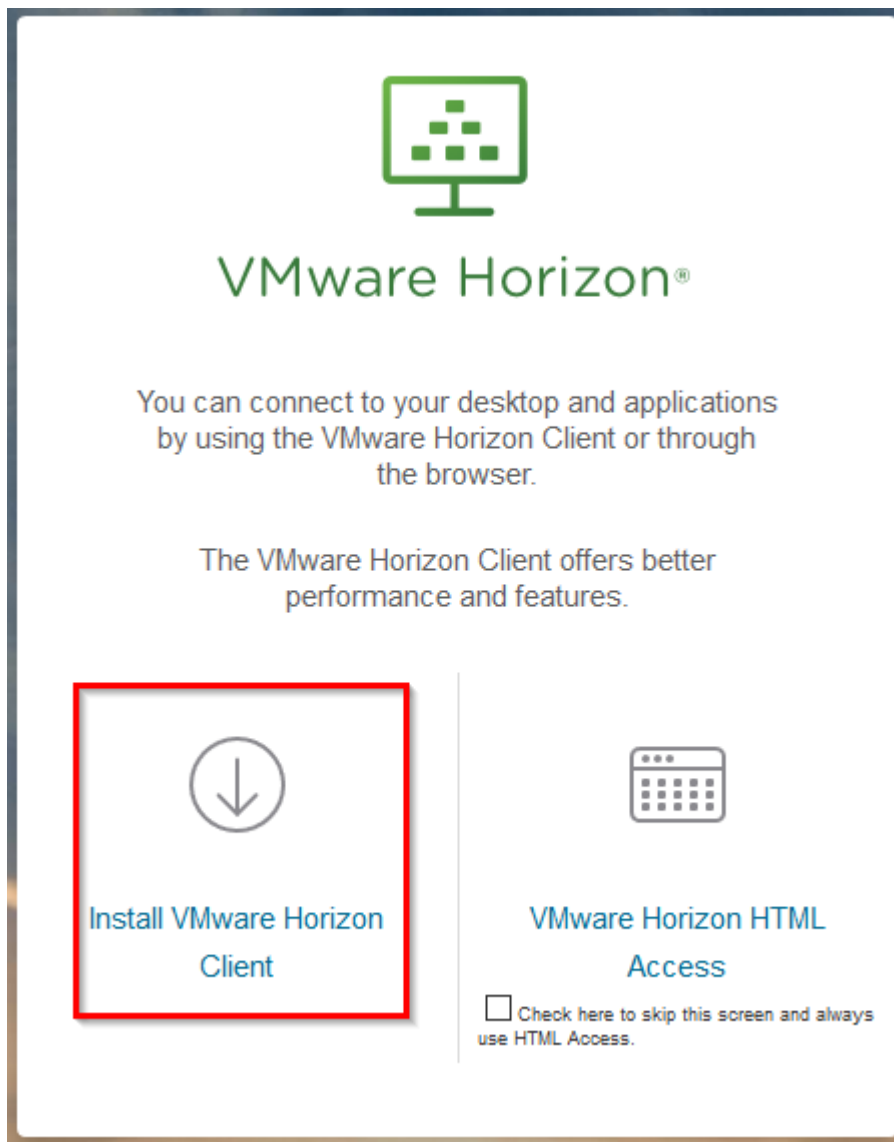 VMware Horizon®
You can connect to your desktop and applications
by using the VMware Horizon Client or through
the browser.
The VMware Horizon Client offers better
performance and features.
Install VMware Horizon
Client
VMware Horizon HTML
Access
Check here to skip this screen and always
use HTML Access.